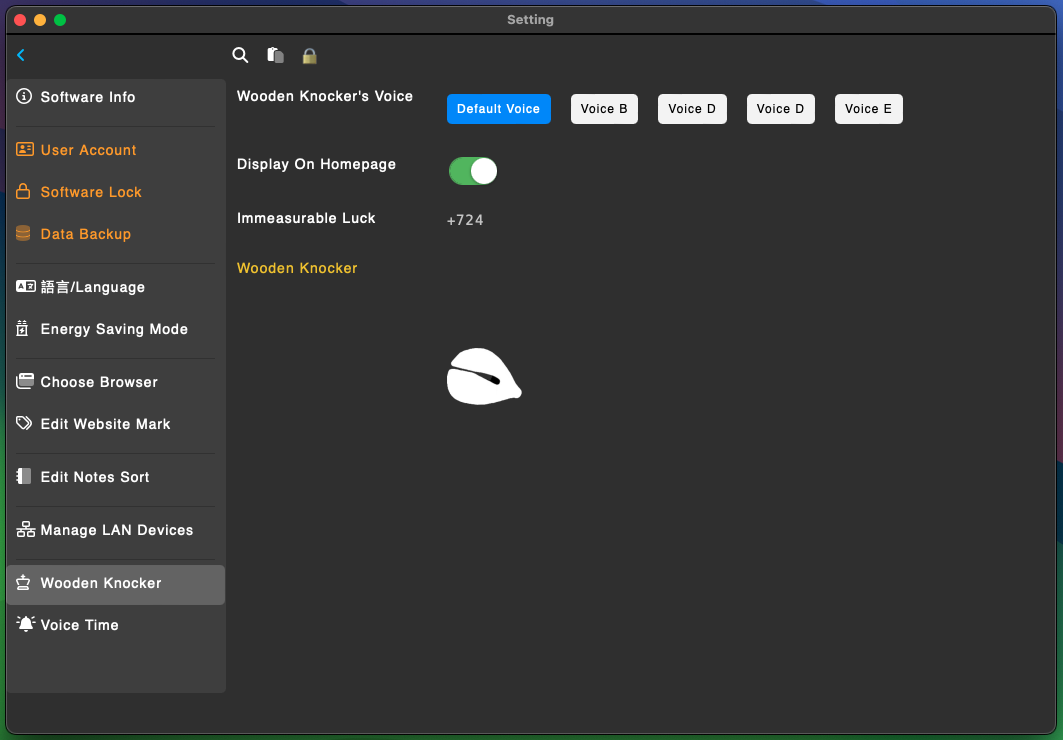 Setting
Software Info
User Account
Software Lock
Data Backup
語言/Language
Energy Saving Mode
Choose Browser
Edit Website Mark
Edit Notes Sort
Manage LAN Devices
Wooden Knocker
Voice Time
Wooden Knocker's Voice
Default Voice
Voice B
Voice D
Voice D
Voice E
Display On Homepage
Immeasurable Luck
+724
Wooden Knocker